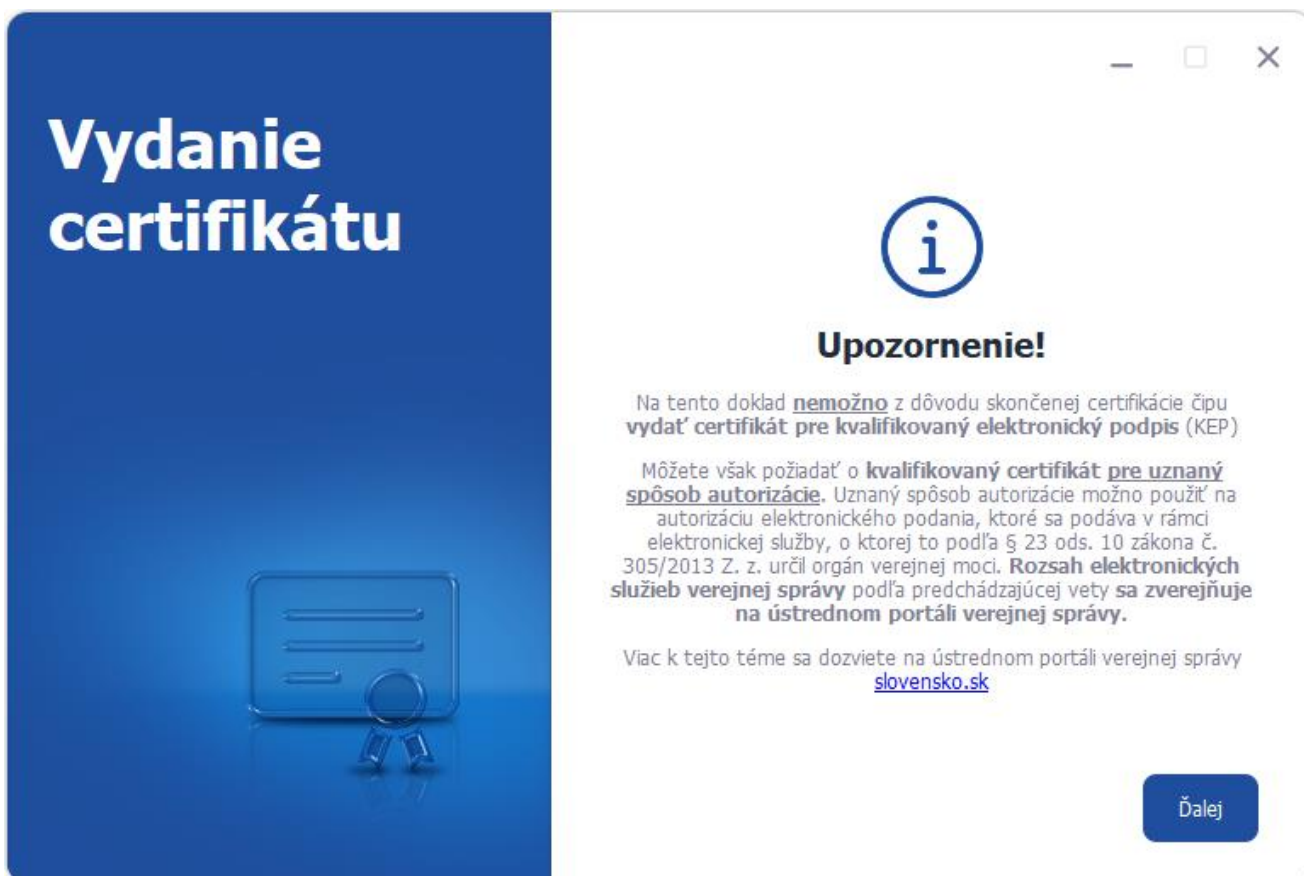 Vydanie
certifikátu
Upozornenie!
Na tento doklad nemožno z dôvodu skončenej certifikácie čipu
vydať certifikát pre kvalifikovaný elektronický podpis (KEP)
Môžete však požiadať o kvalifikovaný certifikát pre uznaný
spôsob autorizácie. Uznaný spôsob autorizácie možno použiť na
autorizáciu elektronického podania, ktoré sa podáva v rámci
elektronickej služby, o ktorej to podľa § 23 ods. 10 zákona č.
305/2013 Z. z. určil orgán verejnej moci. Rozsah elektronických
služieb verejnej správy podľa predchádzajúcej vety sa zverejňuje
na ústrednom portáli verejnej správy.
Viac k tejto téme sa dozviete na ústrednom portáli verejnej správy
slovensko.sk
Ďalej